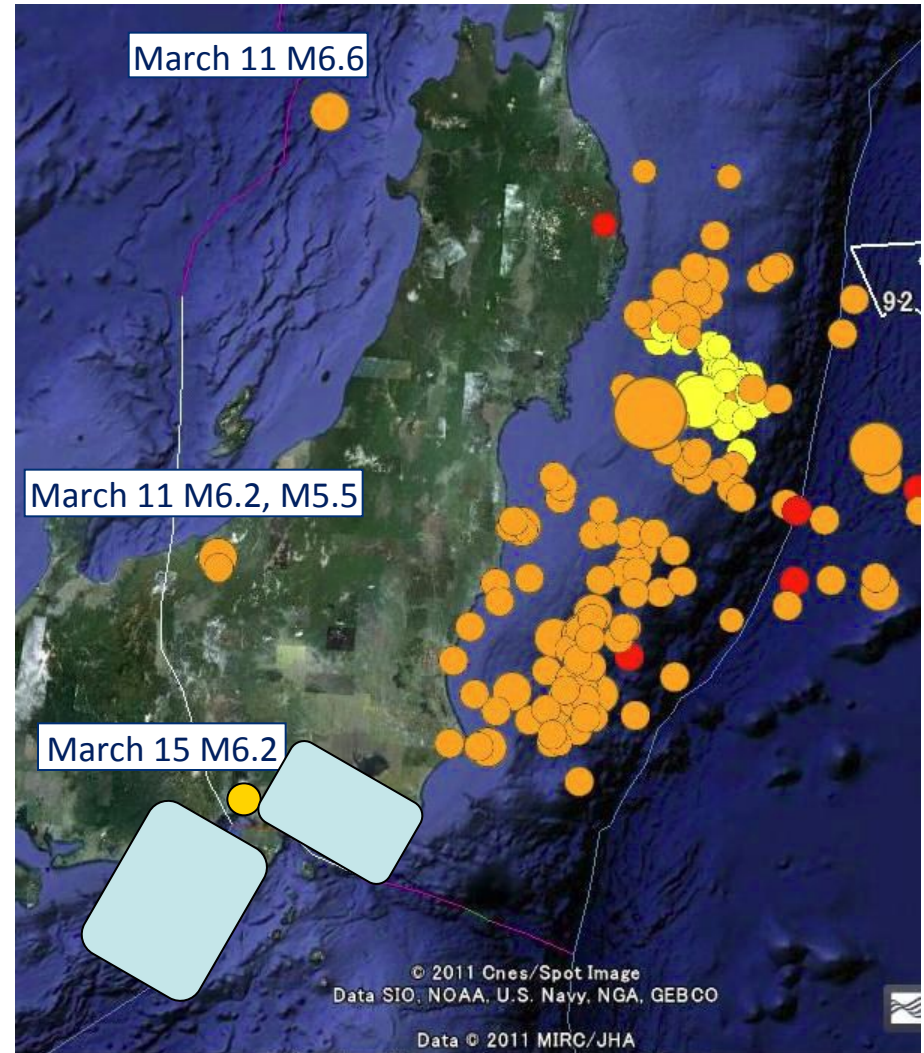 March 11 M6.6
9-2
March 11 M6.2, M5.5
March 15 M6.2
© 2011 Cnes/Spot Image
Data SIO, NOAA, U.S. Navy, NGA, GEBCO
Data © 2011 MIRC/JHA